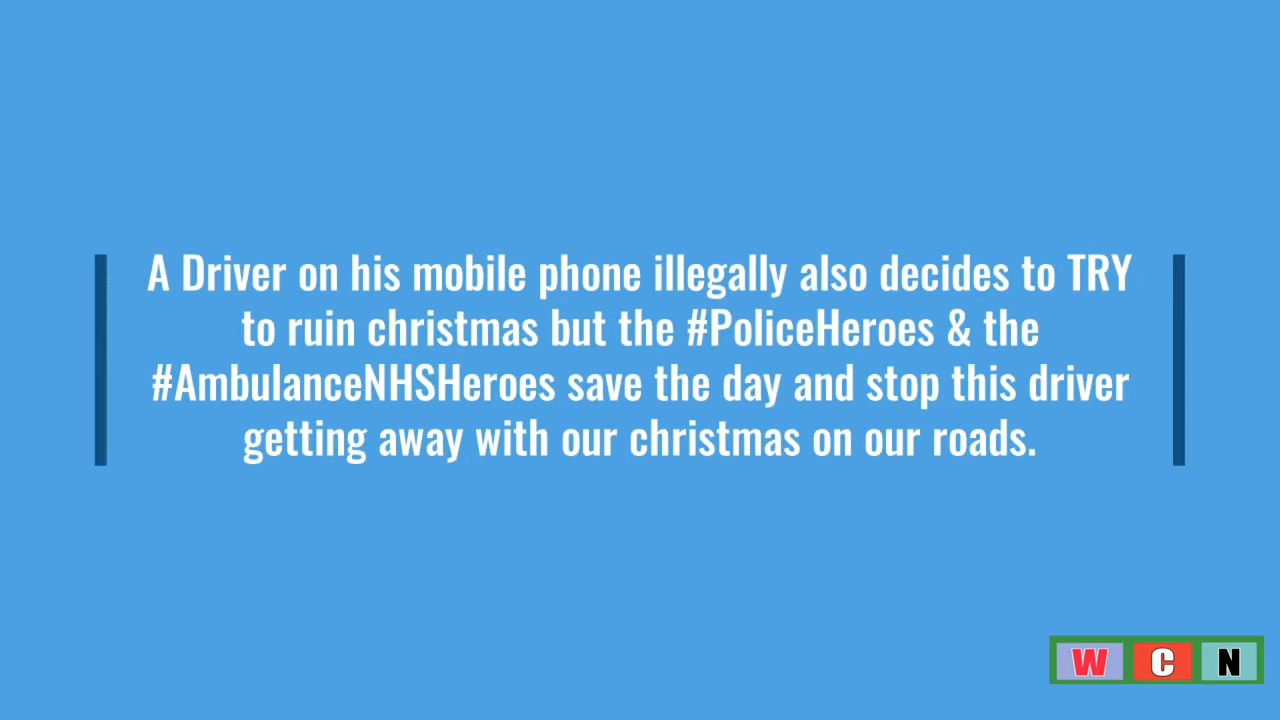 A Driver on his mobile phone illegally also decides to TRY
to ruin christmas but the #PoliceHeroes & the
#AmbulanceNHSHeroes save the day and stop this driver
getting away with our christmas on our roads.
W C N